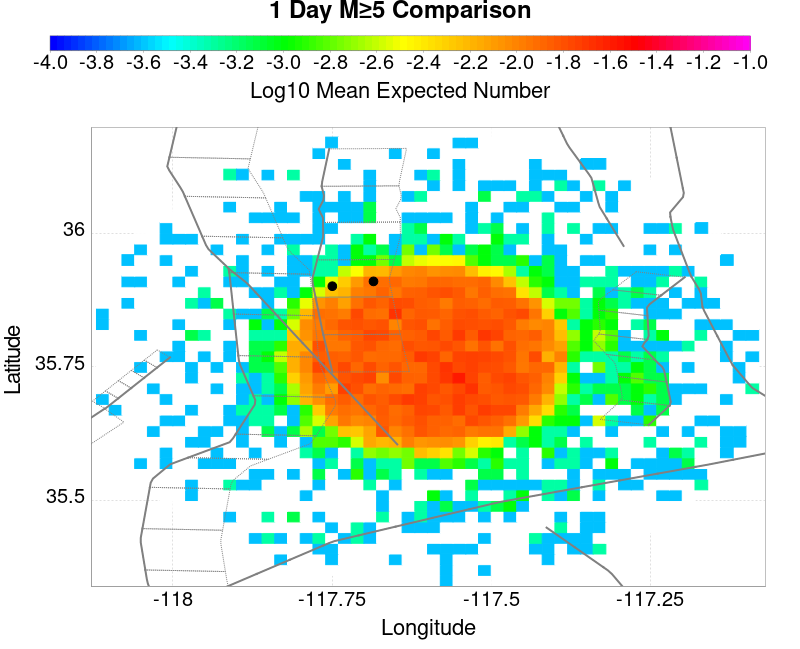 1 Day M≥5 Comparison
-4.0 -3.8 -3.6 -3.4 -3.2 -3.0 -2.8 -2.6 -2.4 -2.2 -2.0 -1.8 -1.6 -1.4 -1.2 -1.0
Log10 Mean Expected Number
36
35.75
35.5
Latitude
-118 -117.75 -117.5 -117.25
Longitude